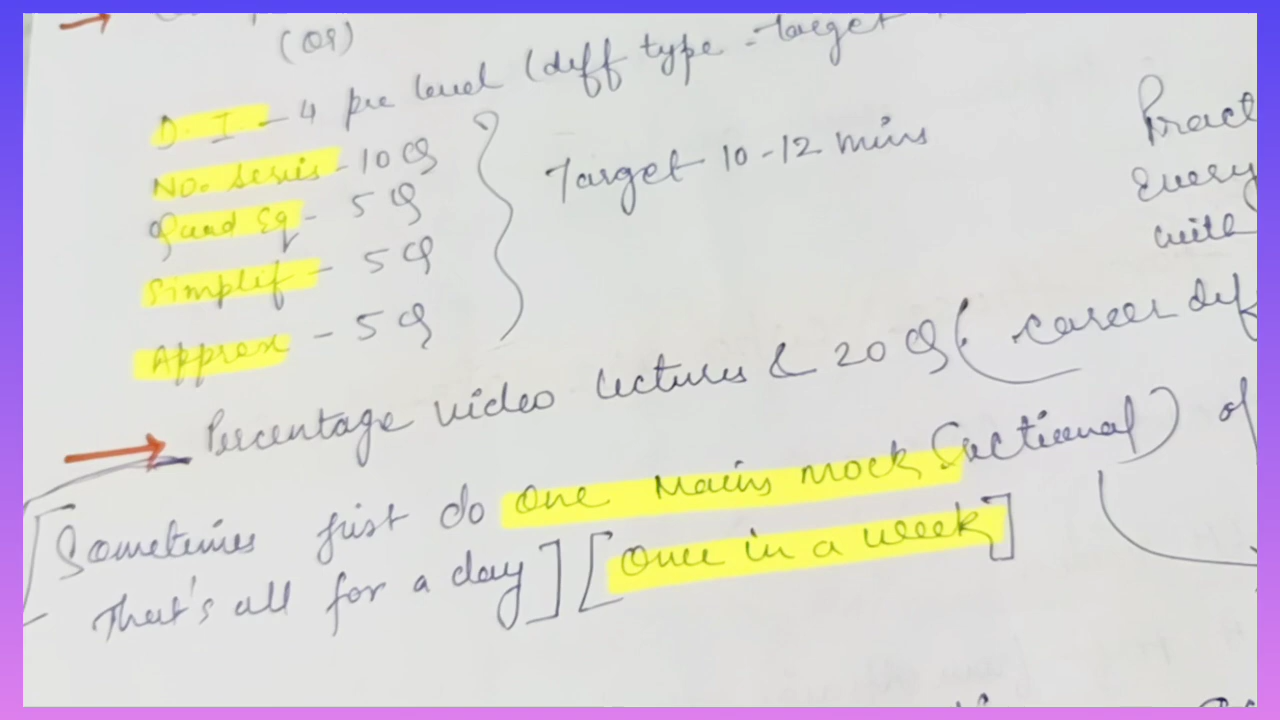 (or)
D.I - 4 pre level (diff type - Target
No. series - 10 Q
Quad Eq - 5 Q
Simplif - 5 Q
Approx - 5 Q
Target 10-12 mins
Pract
Every
with
Percentage video lectures & 20 Q ( career def
[Sometimes just do one Mains mock (sectional) of
That's all for a day] [once in a week]